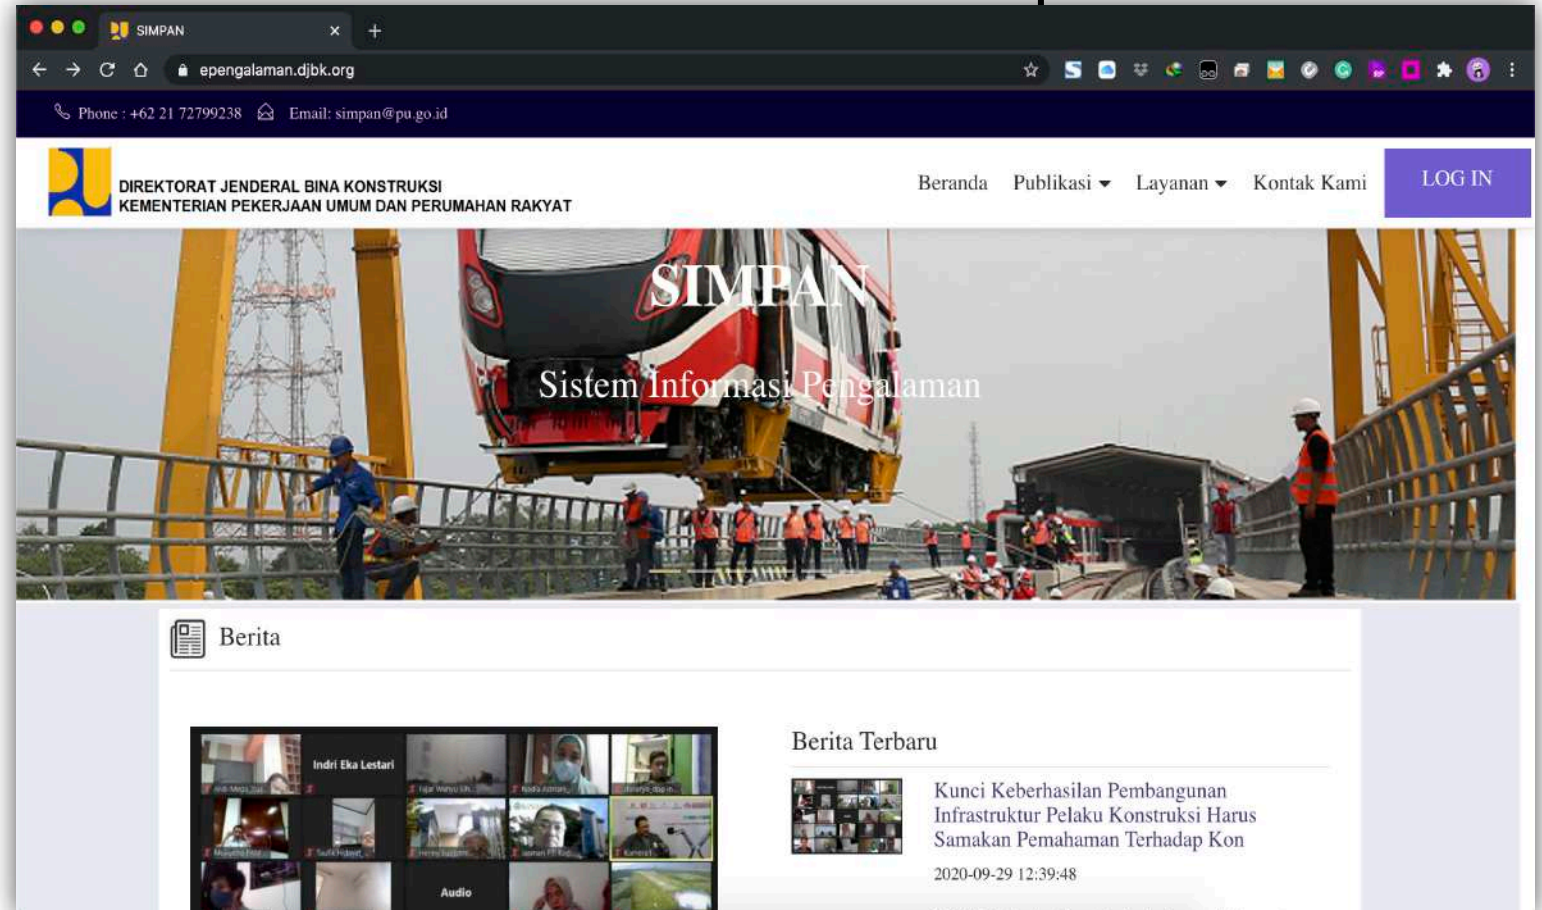 SIMPAN
epengalaman.djbk.org
Phone : +62 21 72799238 Email: simpan@pu.go.id
DIREKTORAT JENDERAL BINA KONSTRUKSI
KEMENTERIAN PEKERJAAN UMUM DAN PERUMAHAN RAKYAT
Beranda Publikasi Layanan Kontak Kami LOG IN
SIMPAN
Sistem Informasi Pengalaman
Berita
Indri Eka Lestari
Audio
Berita Terbaru
Kunci Keberhasilan Pembangunan
Infrastruktur Pelaku Konstruksi Harus
Samakan Pemahaman Terhadap Kon
2020-09-29 12:39:48